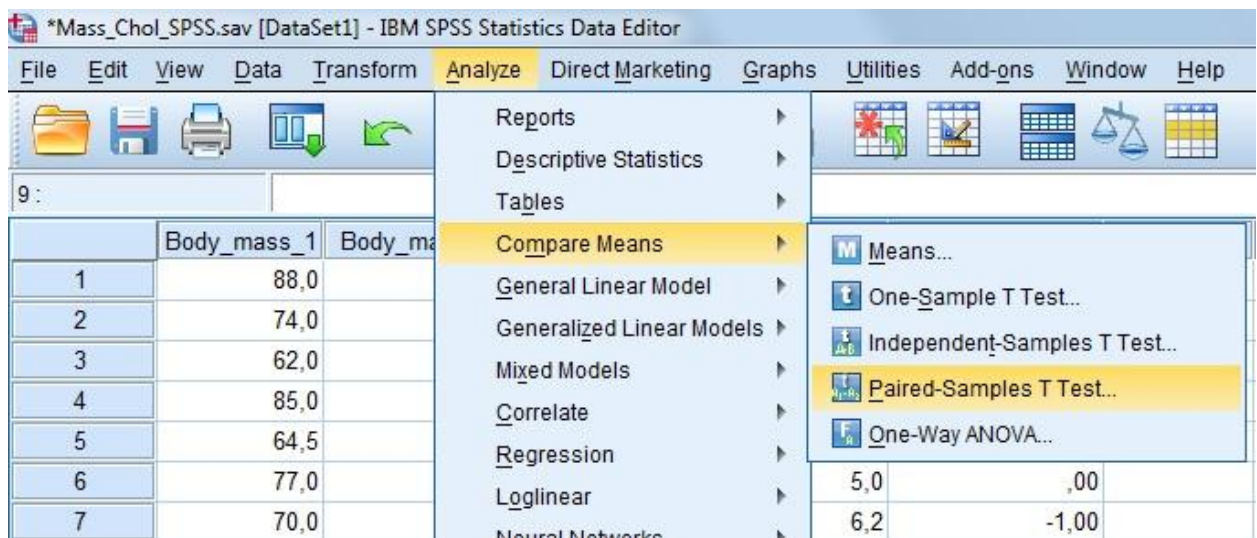 *Mass_Chol_SPSS.sav [DataSet1] - IBM SPSS Statistics Data Editor
File Edit View Data Transform Analyze Direct Marketing Graphs Utilities Add-ons Window Help
9 :
Body_mass_1 Body_ma
1 88,0
2 74,0
3 62,0
4 85,0
5 64,5
6 77,0 5,0 ,00
7 70,0 6,2 -1,00
Reports
Descriptive Statistics
Tables
Compare Means
General Linear Model
Generalized Linear Models
Mixed Models
Correlate
Regression
Loglinear
Neural Networks
M Means...
t One-Sample T Test...
Independent-Samples T Test...
Paired-Samples T Test...
One-Way ANOVA...